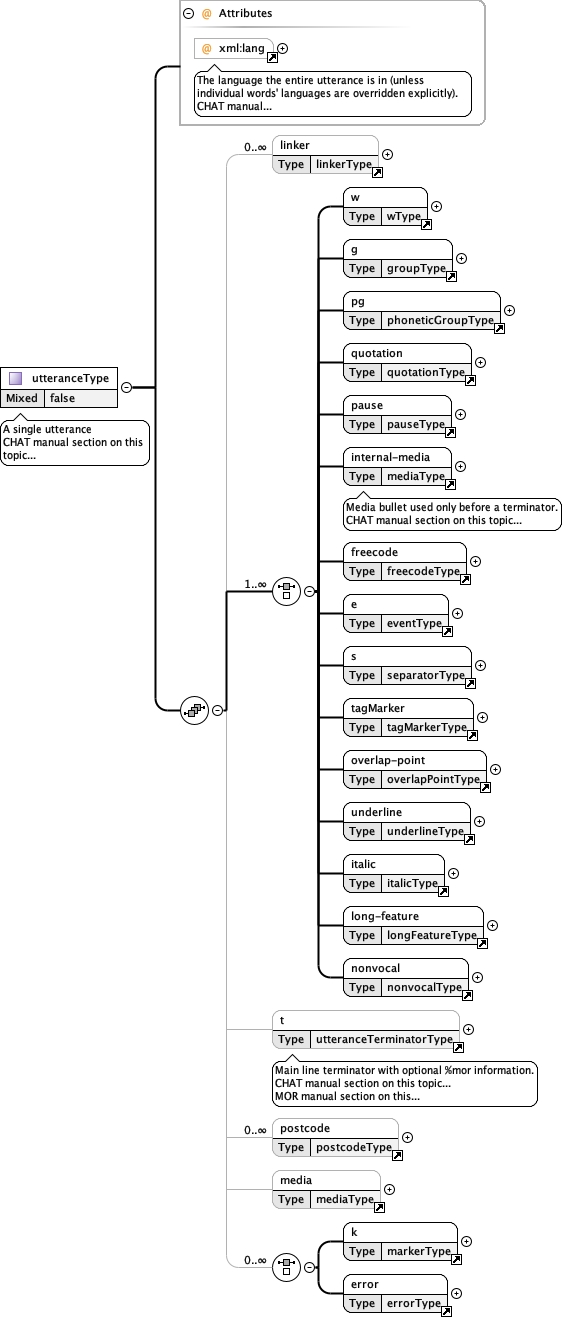 @ Attributes
@ xml:lang
The language the entire utterance is in (unless
individual words' languages are overridden explicitly).
CHAT manual...
0..∞
linker
Type linkerType
w
Type wType
g
Type groupType
pg
Type phoneticGroupType
quotation
Type quotationType
utteranceType
Mixed false
A single utterance
CHAT manual section on this
topic...
pause
Type pauseType
internal-media
Type mediaType
Media bullet used only before a terminator.
CHAT manual section on this topic...
1..∞
freecode
Type freecodeType
e
Type eventType
s
Type separatorType
tagMarker
Type tagMarkerType
overlap-point
Type overlapPointType
underline
Type underlineType
italic
Type italicType
long-feature
Type longFeatureType
nonvocal
Type nonvocalType
t
Type utteranceTerminatorType
Main line terminator with optional %mor information.
CHAT manual section on this topic...
MOR manual section on this...
0..∞
postcode
Type postcodeType
media
Type mediaType
0..∞
k
Type markerType
error
Type errorType